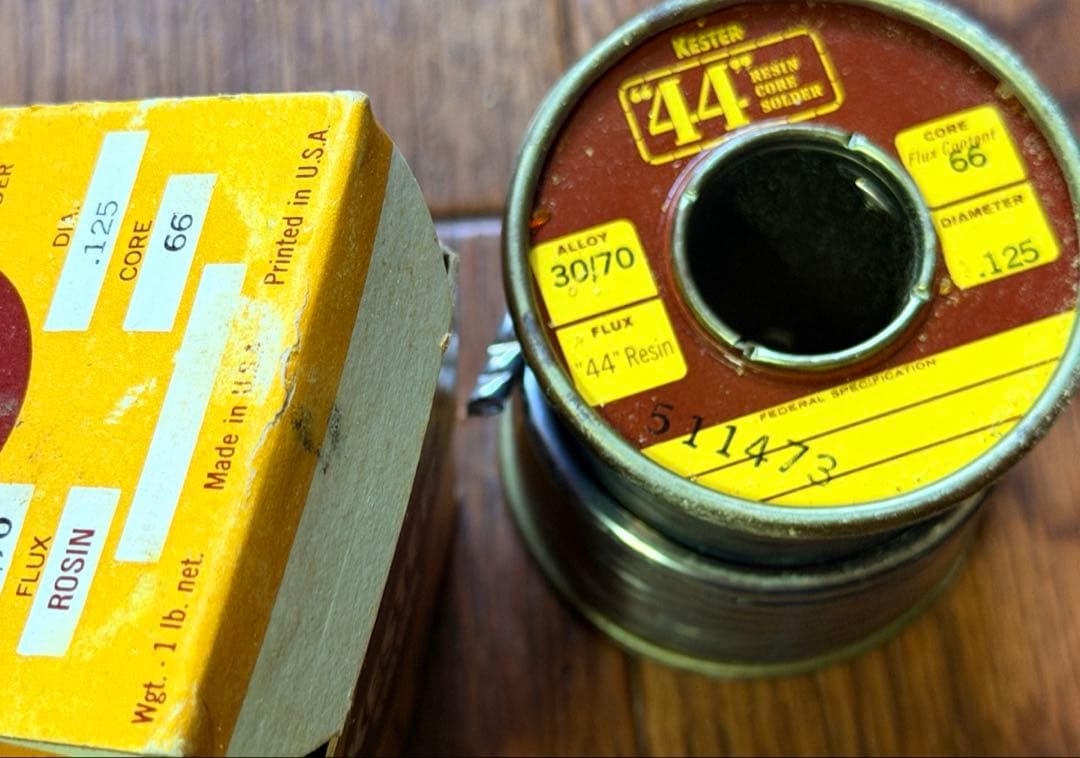 DIA.
.125
CORE
66
Printed in U.S.A.
Made in U.S.A.
FLUX
ROSIN
Wgt. - 1 lb. net.
KESTER
"44" RESIN
CORE
SOLDER
CORE
Flux Content
66
DIAMETER
.125
ALLOY
30/70
FLUX
"44" Resin
FEDERAL SPECIFICATION
511473